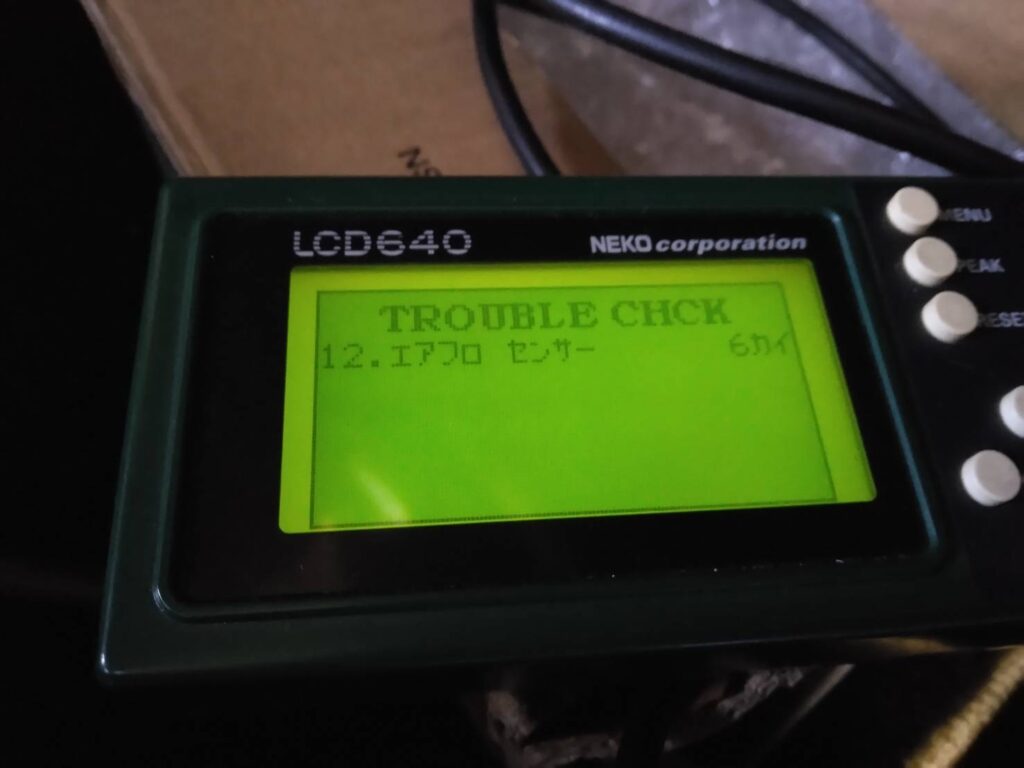 LCD640
NEKO corporation
TROUBLE CHCK
12.エアフロ センサー 6カイ
MENU
PEAK
RESET